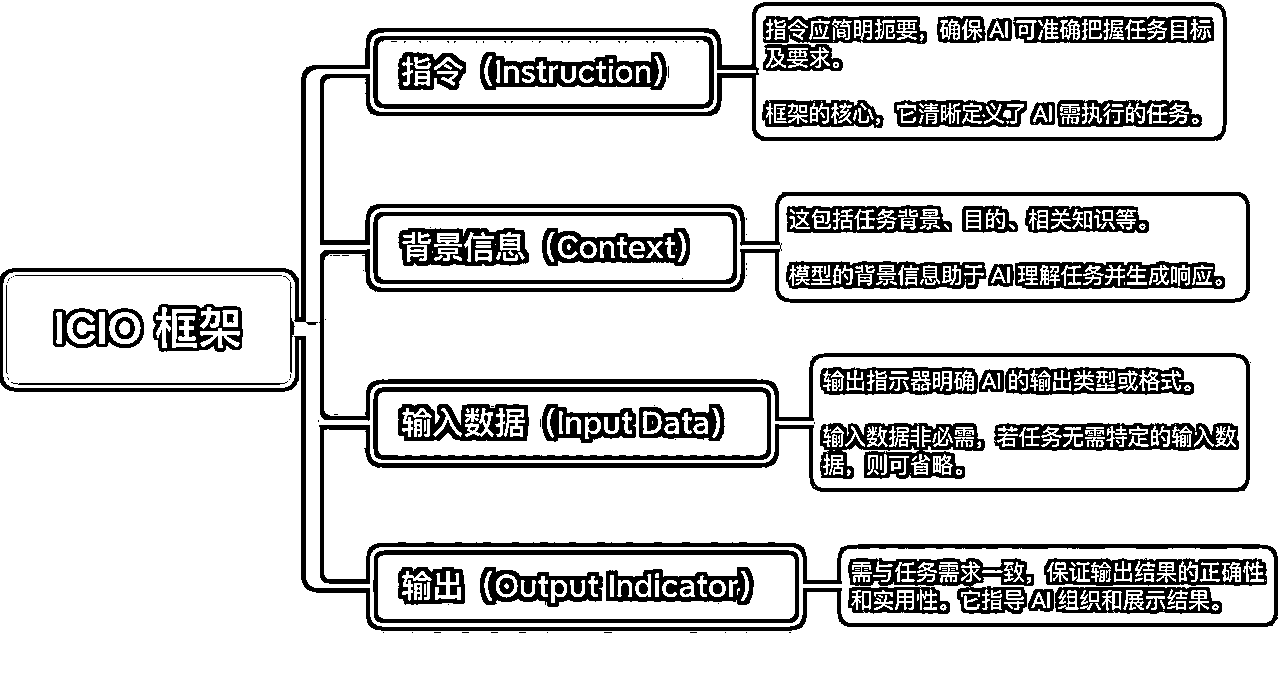 指令（Instruction）
指令应简明扼要，确保 AI 可准确把握任务目标
及要求。
框架的核心，它清晰定义了 AI 需执行的任务。
背景信息（Context）
这包括任务背景、目的、相关知识等。
模型的背景信息助于 AI 理解任务并生成响应。
ICIO 框架
输入数据（Input Data）
输出指示器明确 AI 的输出类型或格式。
输入数据非必需，若任务无需特定的输入数
据，则可省略。
输出（Output Indicator）
需与任务需求一致，保证输出结果的正确性
和实用性。它指导 AI 组织和展示结果。